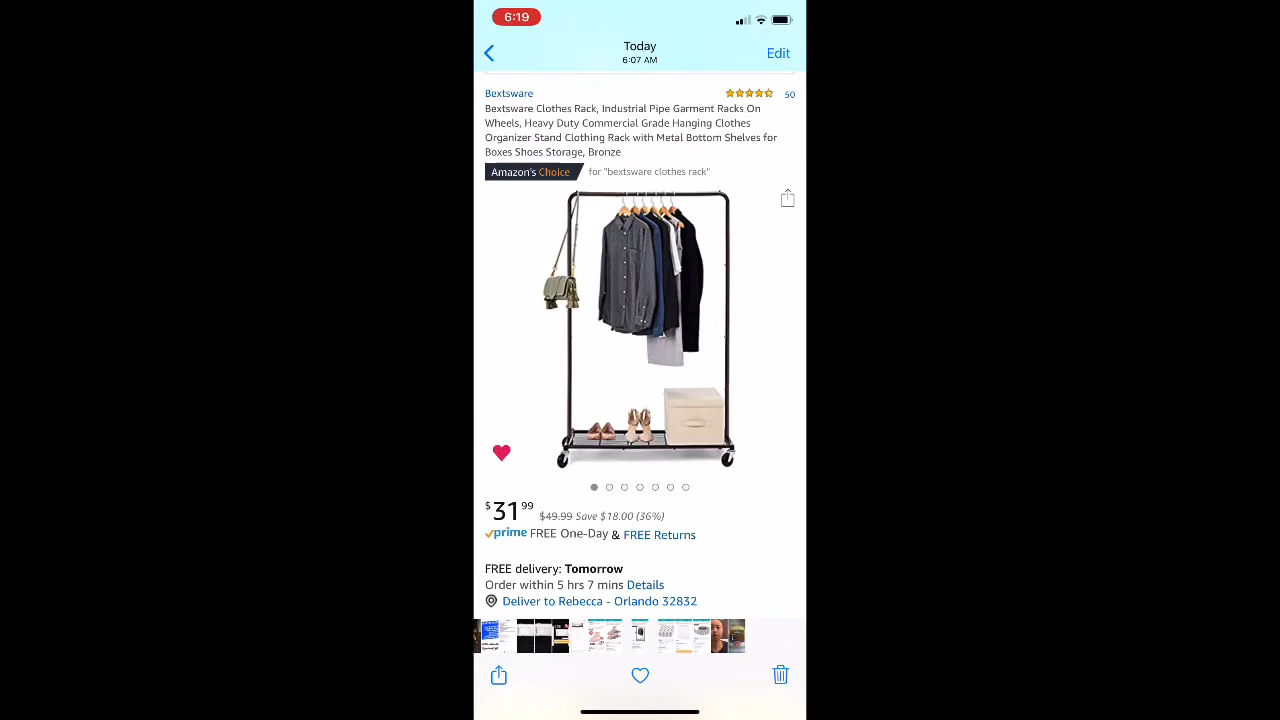 6:19
Today
6:07 AM
Edit
Bextsware
50
Bextsware Clothes Rack, Industrial Pipe Garment Racks On
Wheels, Heavy Duty Commercial Grade Hanging Clothes
Organizer Stand Clothing Rack with Metal Bottom Shelves for
Boxes Shoes Storage, Bronze
Amazon's Choice for "bextsware clothes rack"
$31 99 $49.99 Save $18.00 (36%)
prime FREE One-Day & FREE Returns
FREE delivery: Tomorrow
Order within 5 hrs 7 mins Details
Deliver to Rebecca - Orlando 32832